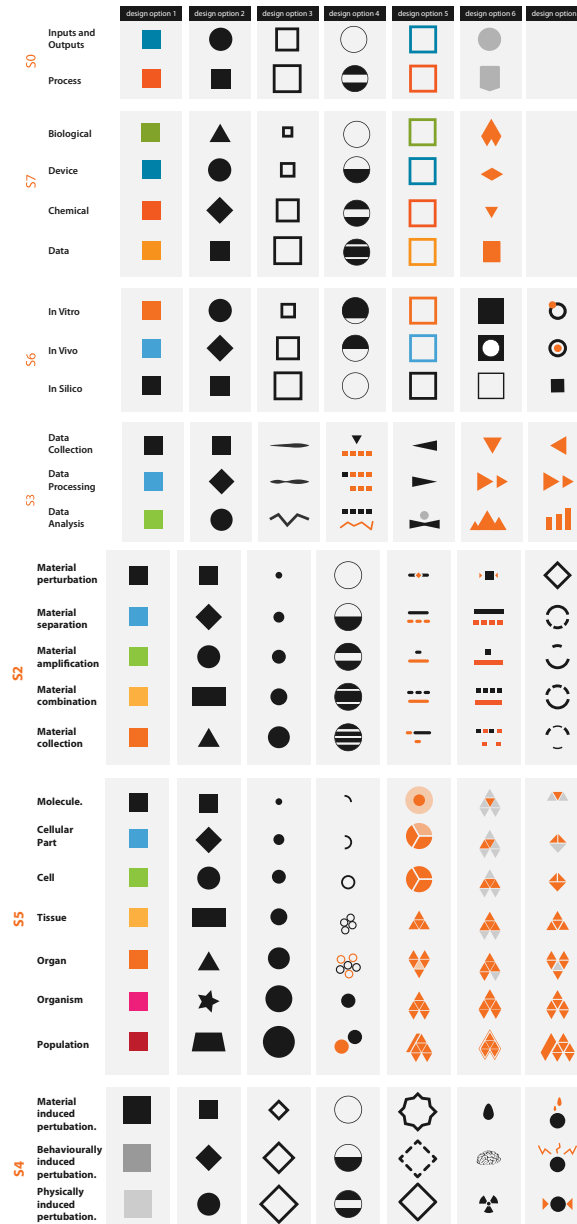 design option 1 design option 2 design option 3 design option 4 design option 5 design option 6 design option
S0
Inputs and
Outputs
Process
S7
Biological
Device
Chemical
Data
S6
In Vitro
In Vivo
In Silico
S3
Data
Collection
Data
Processing
Data
Analysis
S2
Material
perturbation
Material
separation
Material
amplification
Material
combination
Material
collection
S5
Molecule.
Cellular
Part
Cell
Tissue
Organ
Organism
Population
S4
Material
induced
pertubation.
Behaviourally
induced
pertubation.
Physically
induced
pertubation.